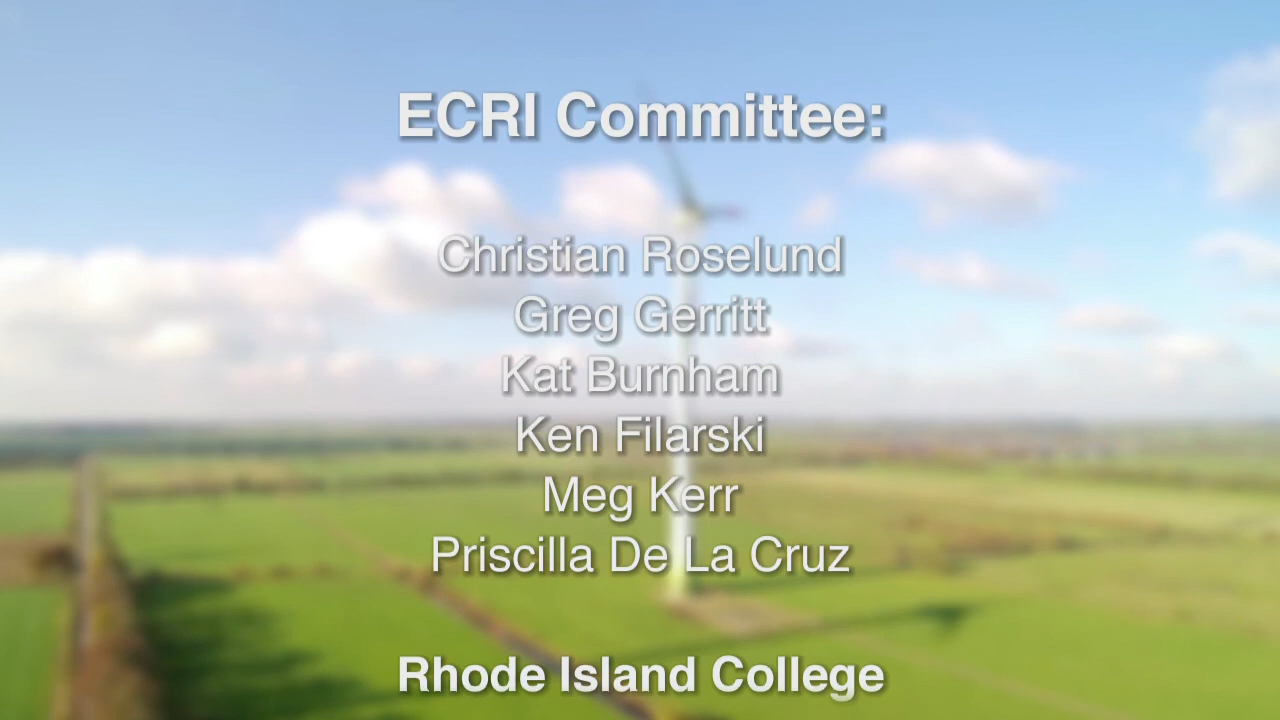 ECRI Committee:
Christian Roselund
Greg Gerritt
Kat Burnham
Ken Filarski
Meg Kerr
Priscilla De La Cruz
Rhode Island College